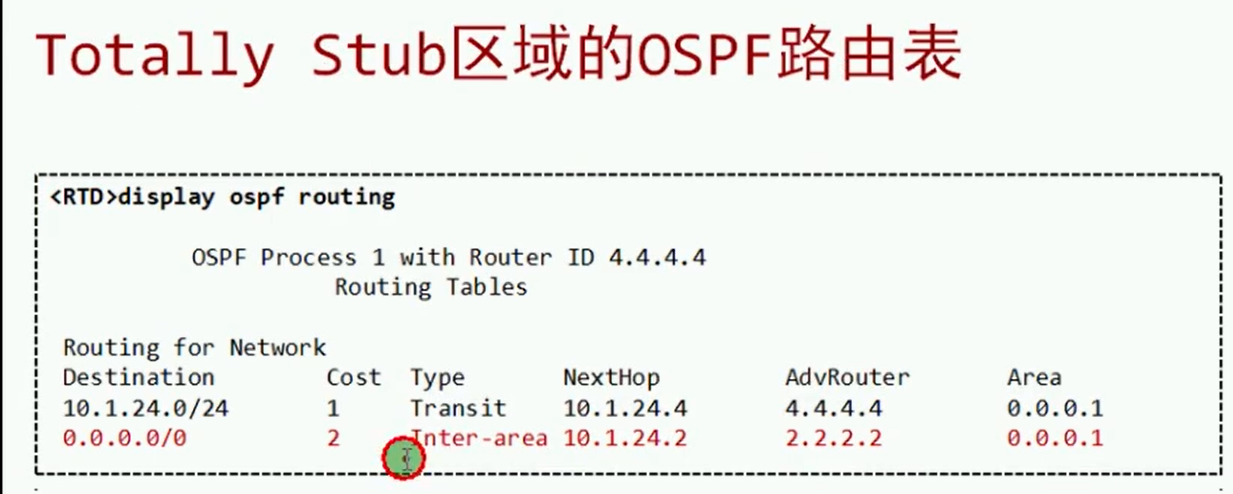 Totally Stub区域的OSPF路由表
<RTD>display ospf routing
OSPF Process 1 with Router ID 4.4.4.4
Routing Tables
Routing for Network
Destination Cost Type NextHop AdvRouter Area
10.1.24.0/24 1 Transit 10.1.24.4 4.4.4.4 0.0.0.1
0.0.0.0/0 2 Inter-area 10.1.24.2 2.2.2.2 0.0.0.1